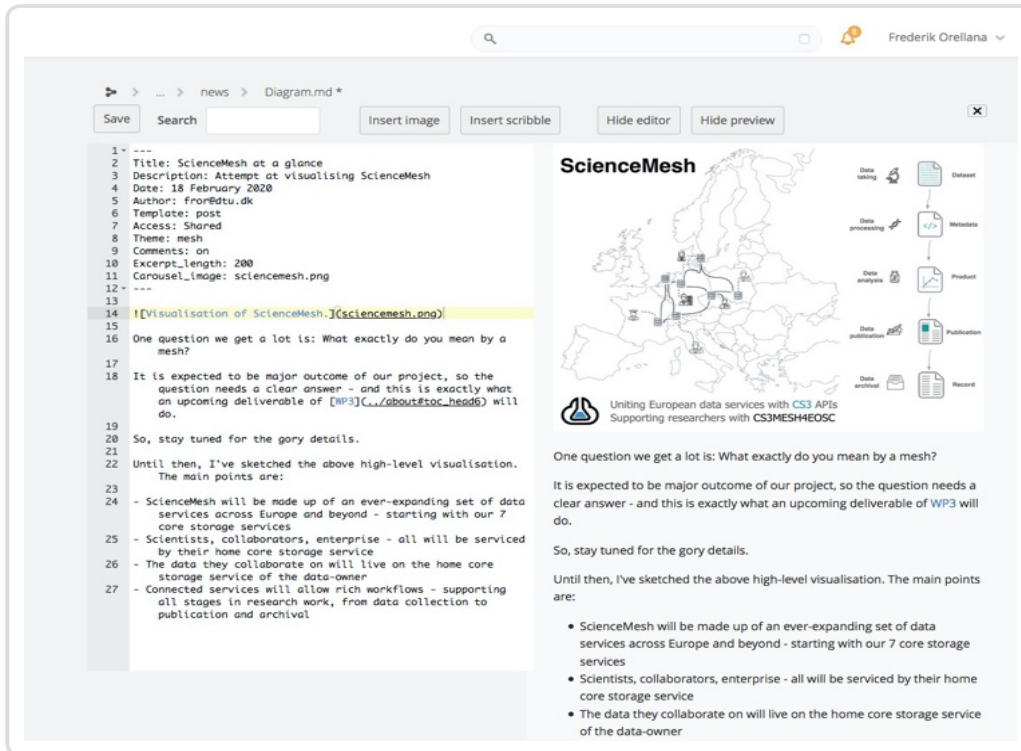 Frederik Orellana
> ... > news > Diagram.md *
Save Search Insert image Insert scribble Hide editor Hide preview
1 ---
2 Title: ScienceMesh at a glance
3 Description: Attempt at visualising ScienceMesh
4 Date: 18 February 2020
5 Author: fror@dtu.dk
6 Template: post
7 Access: Shared
8 Theme: mesh
9 Comments: on
10 Excerpt_length: 200
11 Carousel_image: sciencemesh.png
12 ---
13
14 ![Visualisation of ScienceMesh.](sciencemesh.png)
15
16 One question we get a lot is: What exactly do you mean by a
mesh?
17
18 It is expected to be major outcome of our project, so the
question needs a clear answer - and this is exactly what
an upcoming deliverable of [WP3](../about#toc_head6) will
do.
19
20 So, stay tuned for the gory details.
21
22 Until then, I've sketched the above high-level visualisation.
The main points are:
23
24 - ScienceMesh will be made up of an ever-expanding set of data
services across Europe and beyond - starting with our 7
core storage services
25 - Scientists, collaborators, enterprise - all will be serviced
by their home core storage service
26 - The data they collaborate on will live on the home core
storage service of the data-owner
27 - Connected services will allow rich workflows - supporting
all stages in research work, from data collection to
publication and archival
ScienceMesh
Data
taking
Dataset
Data
processing
</>
Metadata
Data
analysis
Product
Data
publication
Publication
Data
archival
Record
Uniting European data services with CS3 APIs
Supporting researchers with CS3MESH4EOSC
One question we get a lot is: What exactly do you mean by a mesh?
It is expected to be major outcome of our project, so the question needs a
clear answer - and this is exactly what an upcoming deliverable of WP3 will
do.
So, stay tuned for the gory details.
Until then, I've sketched the above high-level visualisation. The main points
are:
• ScienceMesh will be made up of an ever-expanding set of data
services across Europe and beyond - starting with our 7 core storage
services
• Scientists, collaborators, enterprise - all will be serviced by their home
core storage service
• The data they collaborate on will live on the home core storage service
of the data-owner